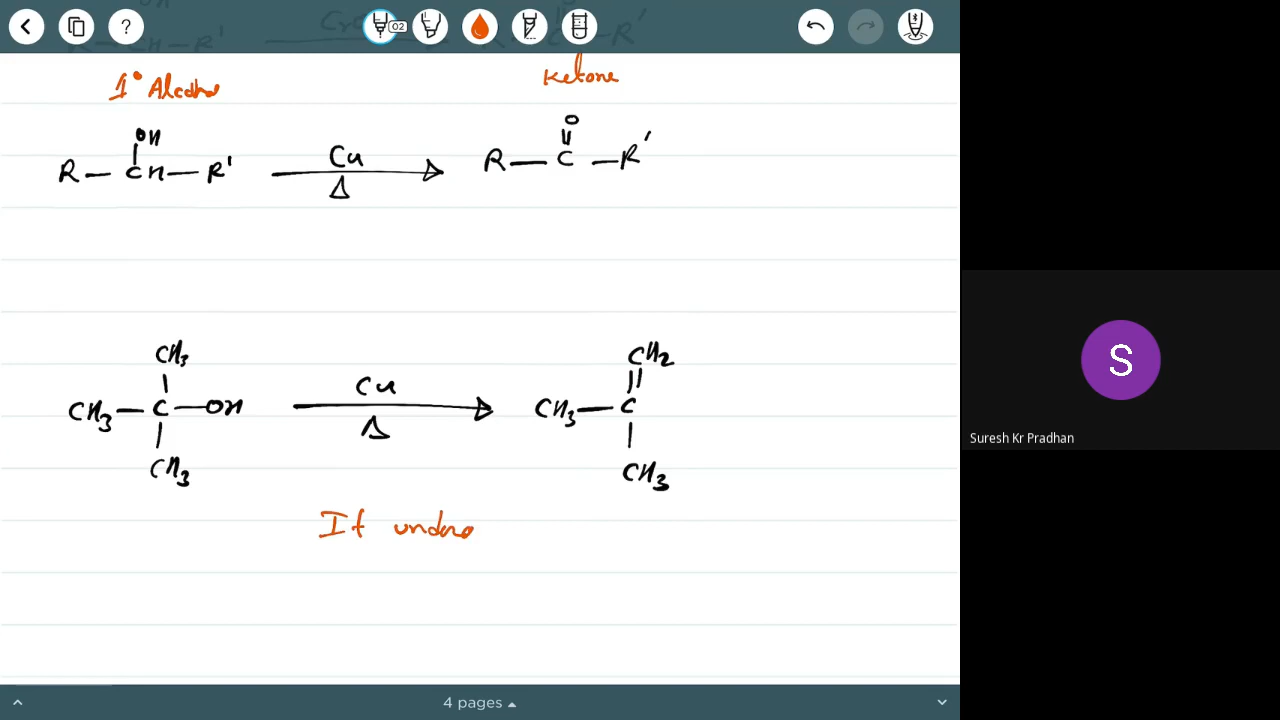 02
1° Alcohol
Ketone
OH
R — CH — R'
Cu
Δ
O
R — C — R'
CH3
CH3 — C — OH
CH3
Cu
Δ
CH2
CH3 — C
CH3
It
4 pages
S
Suresh Kr Pradhan